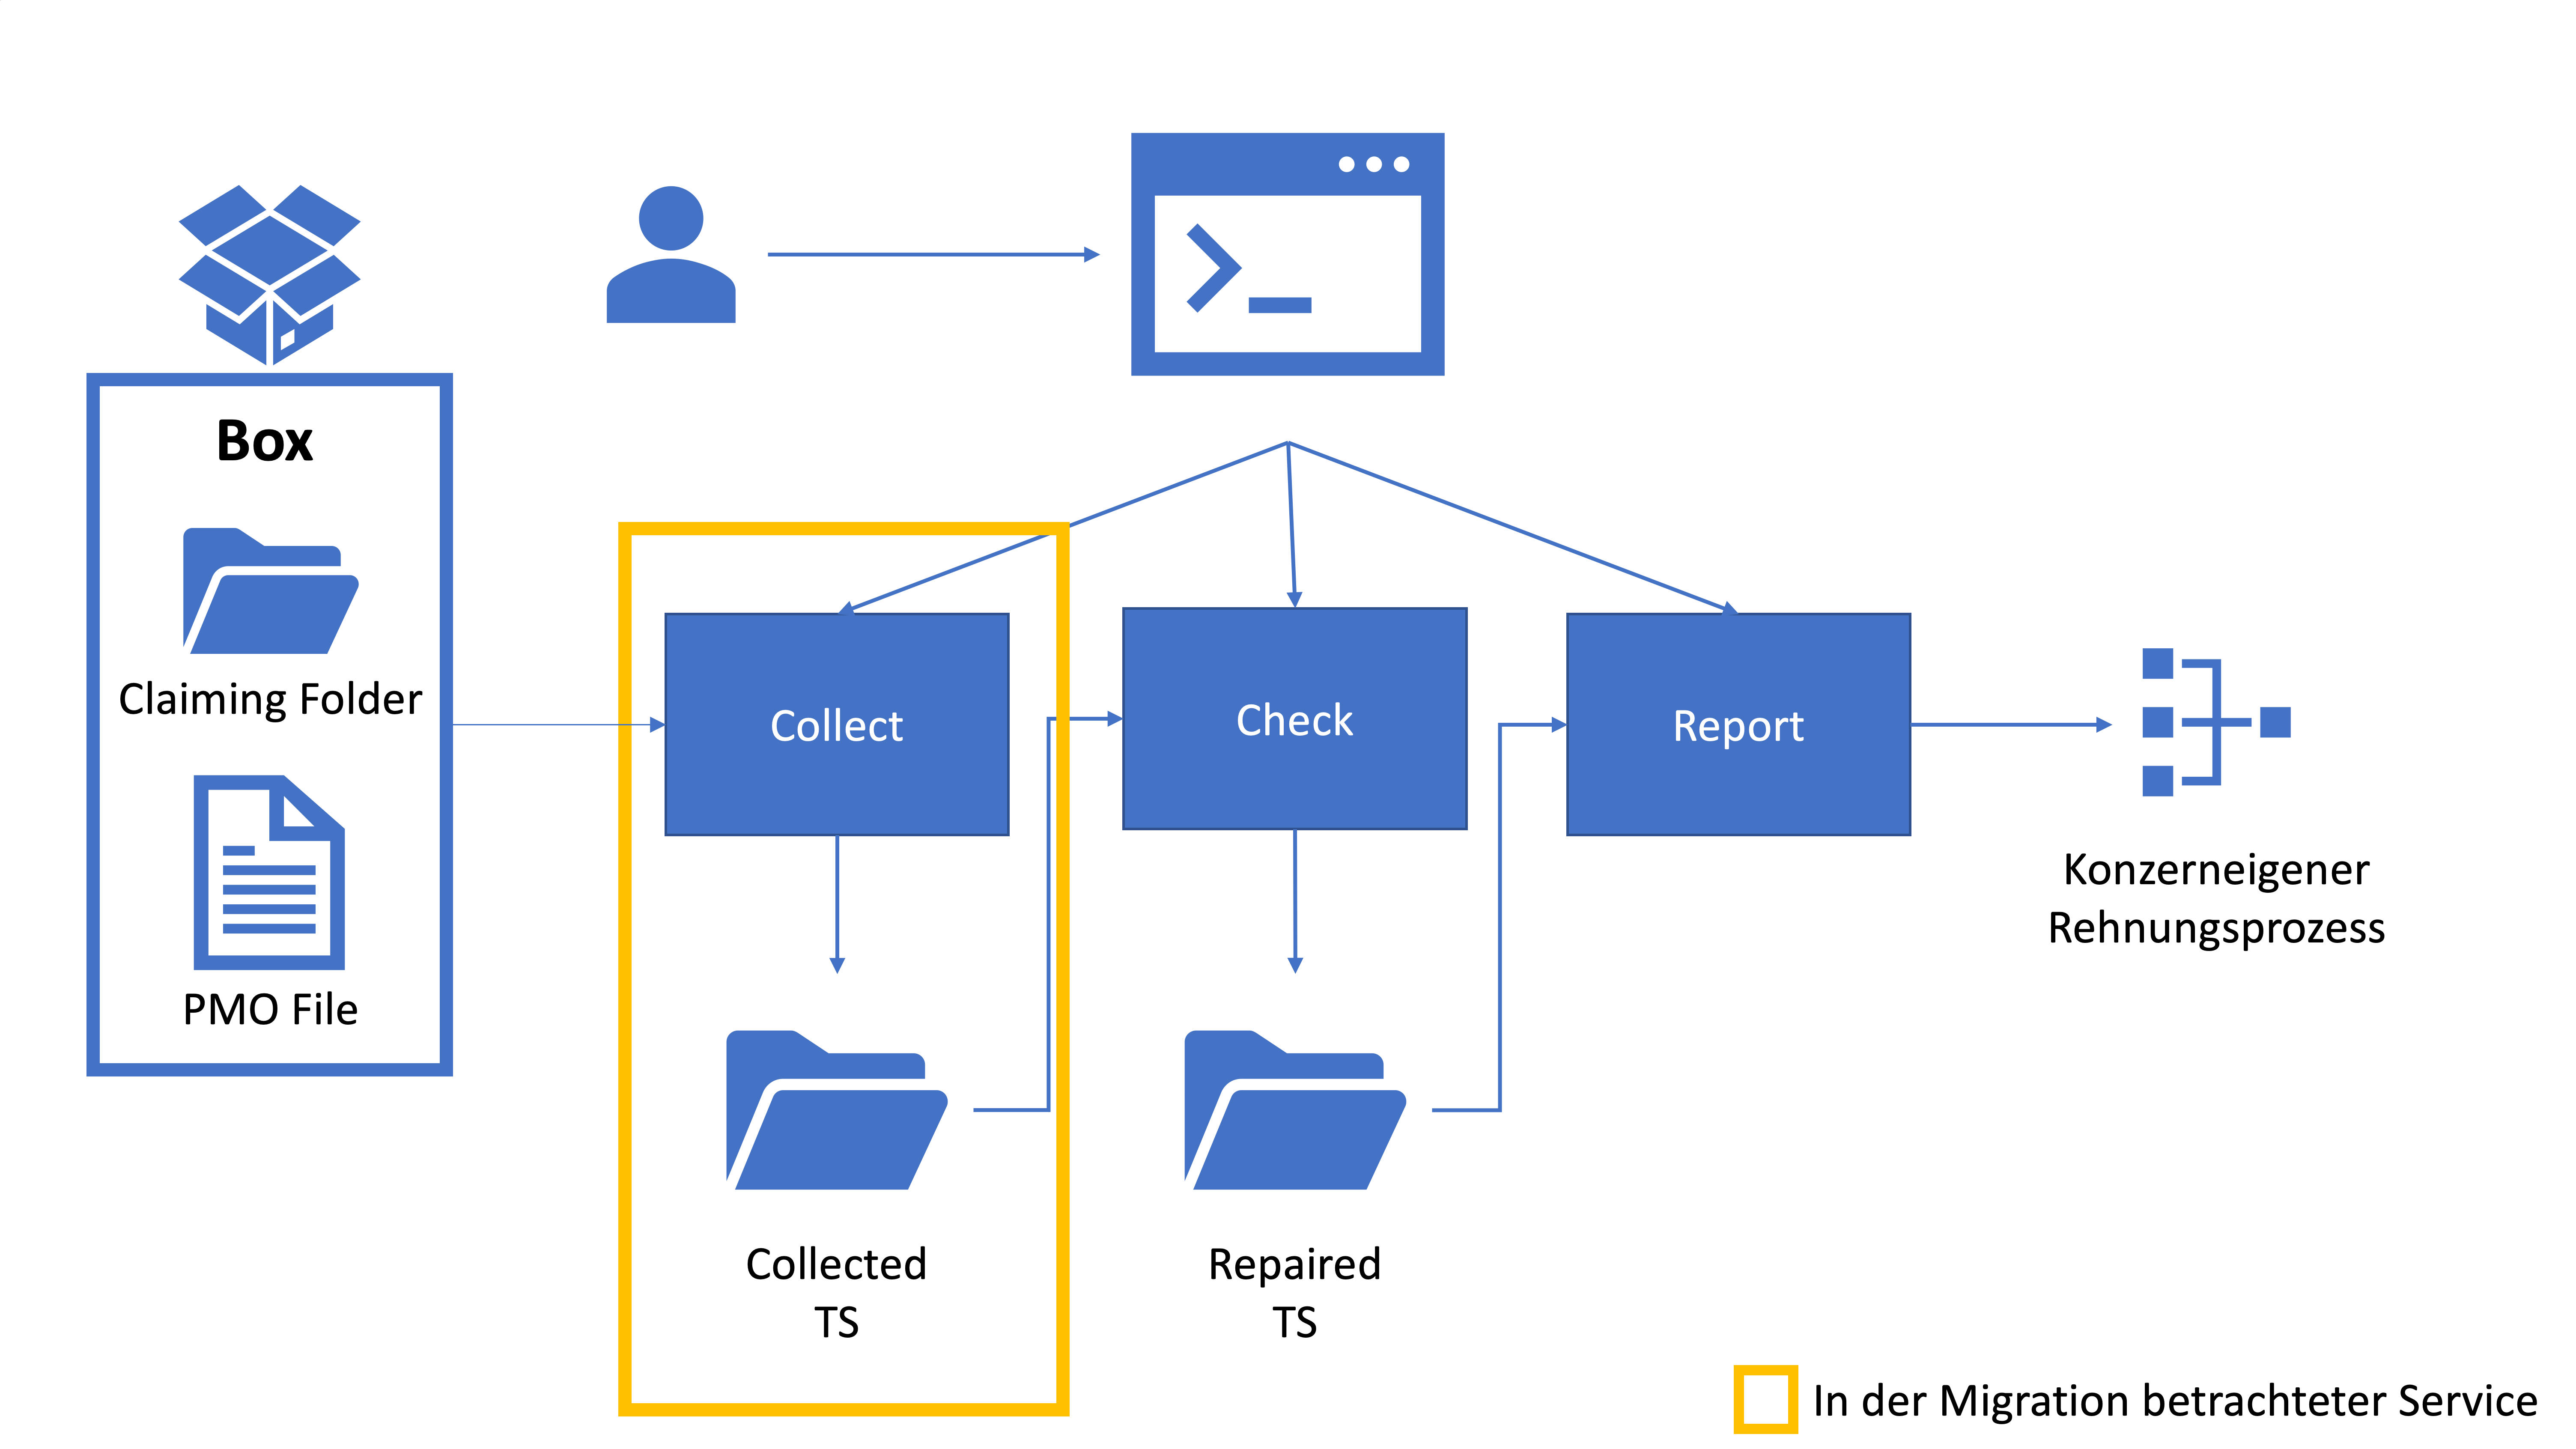 Box
Claiming Folder
PMO File
Collect
Check
Report
Konzerneigener
Rehnungsprozess
Collected
TS
Repaired
TS
In der Migration betrachteter Service